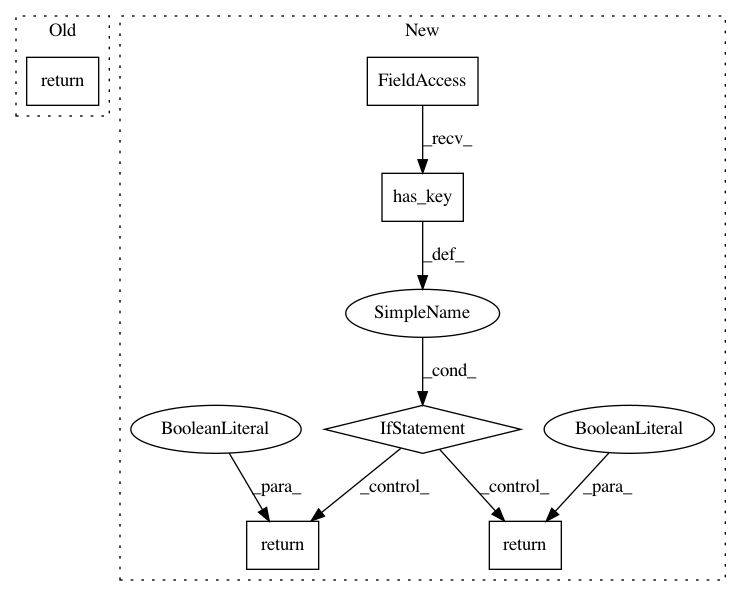 Old
New
return
FieldAccess
_recv_
has_key
_def_
SimpleName
_cond_
BooleanLiteral
IfStatement
BooleanLiteral
_para_
_control_
_control_
_para_
return
return